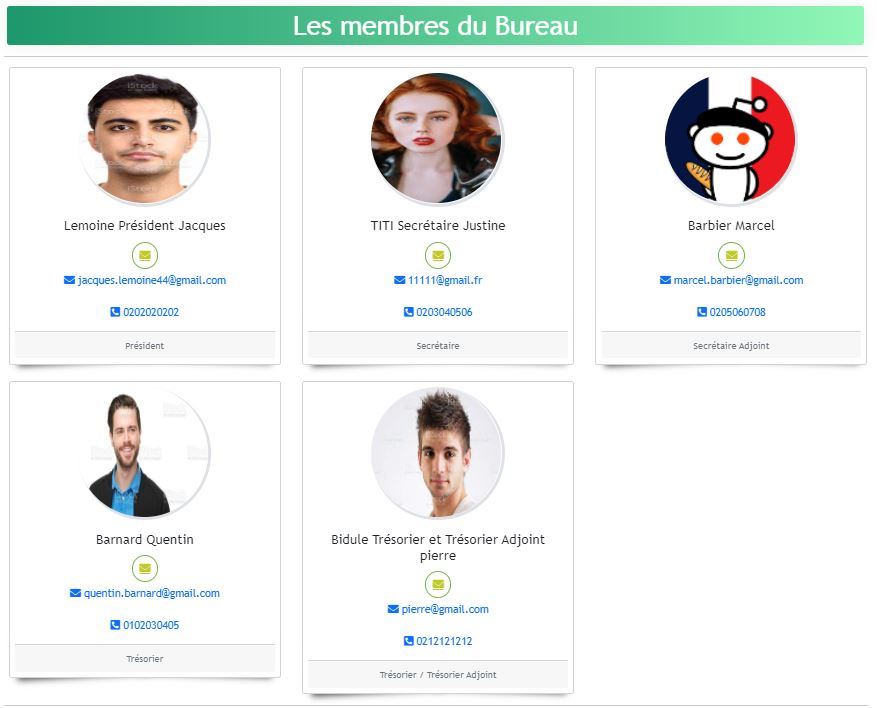 Les membres du Bureau
iStock
Lemoine Président Jacques
jacques.lemoine44@gmail.com
0202020202
Président
TITI Secrétaire Justine
11111@gmail.fr
0203040506
Secrétaire
Barbier Marcel
marcel.barbier@gmail.com
0205060708
Secrétaire Adjoint
Barnard Quentin
quentin.barnard@gmail.com
0102030405
Trésorier
Bidule Trésorier et Trésorier Adjoint
pierre
pierre@gmail.com
0212121212
Trésorier / Trésorier Adjoint